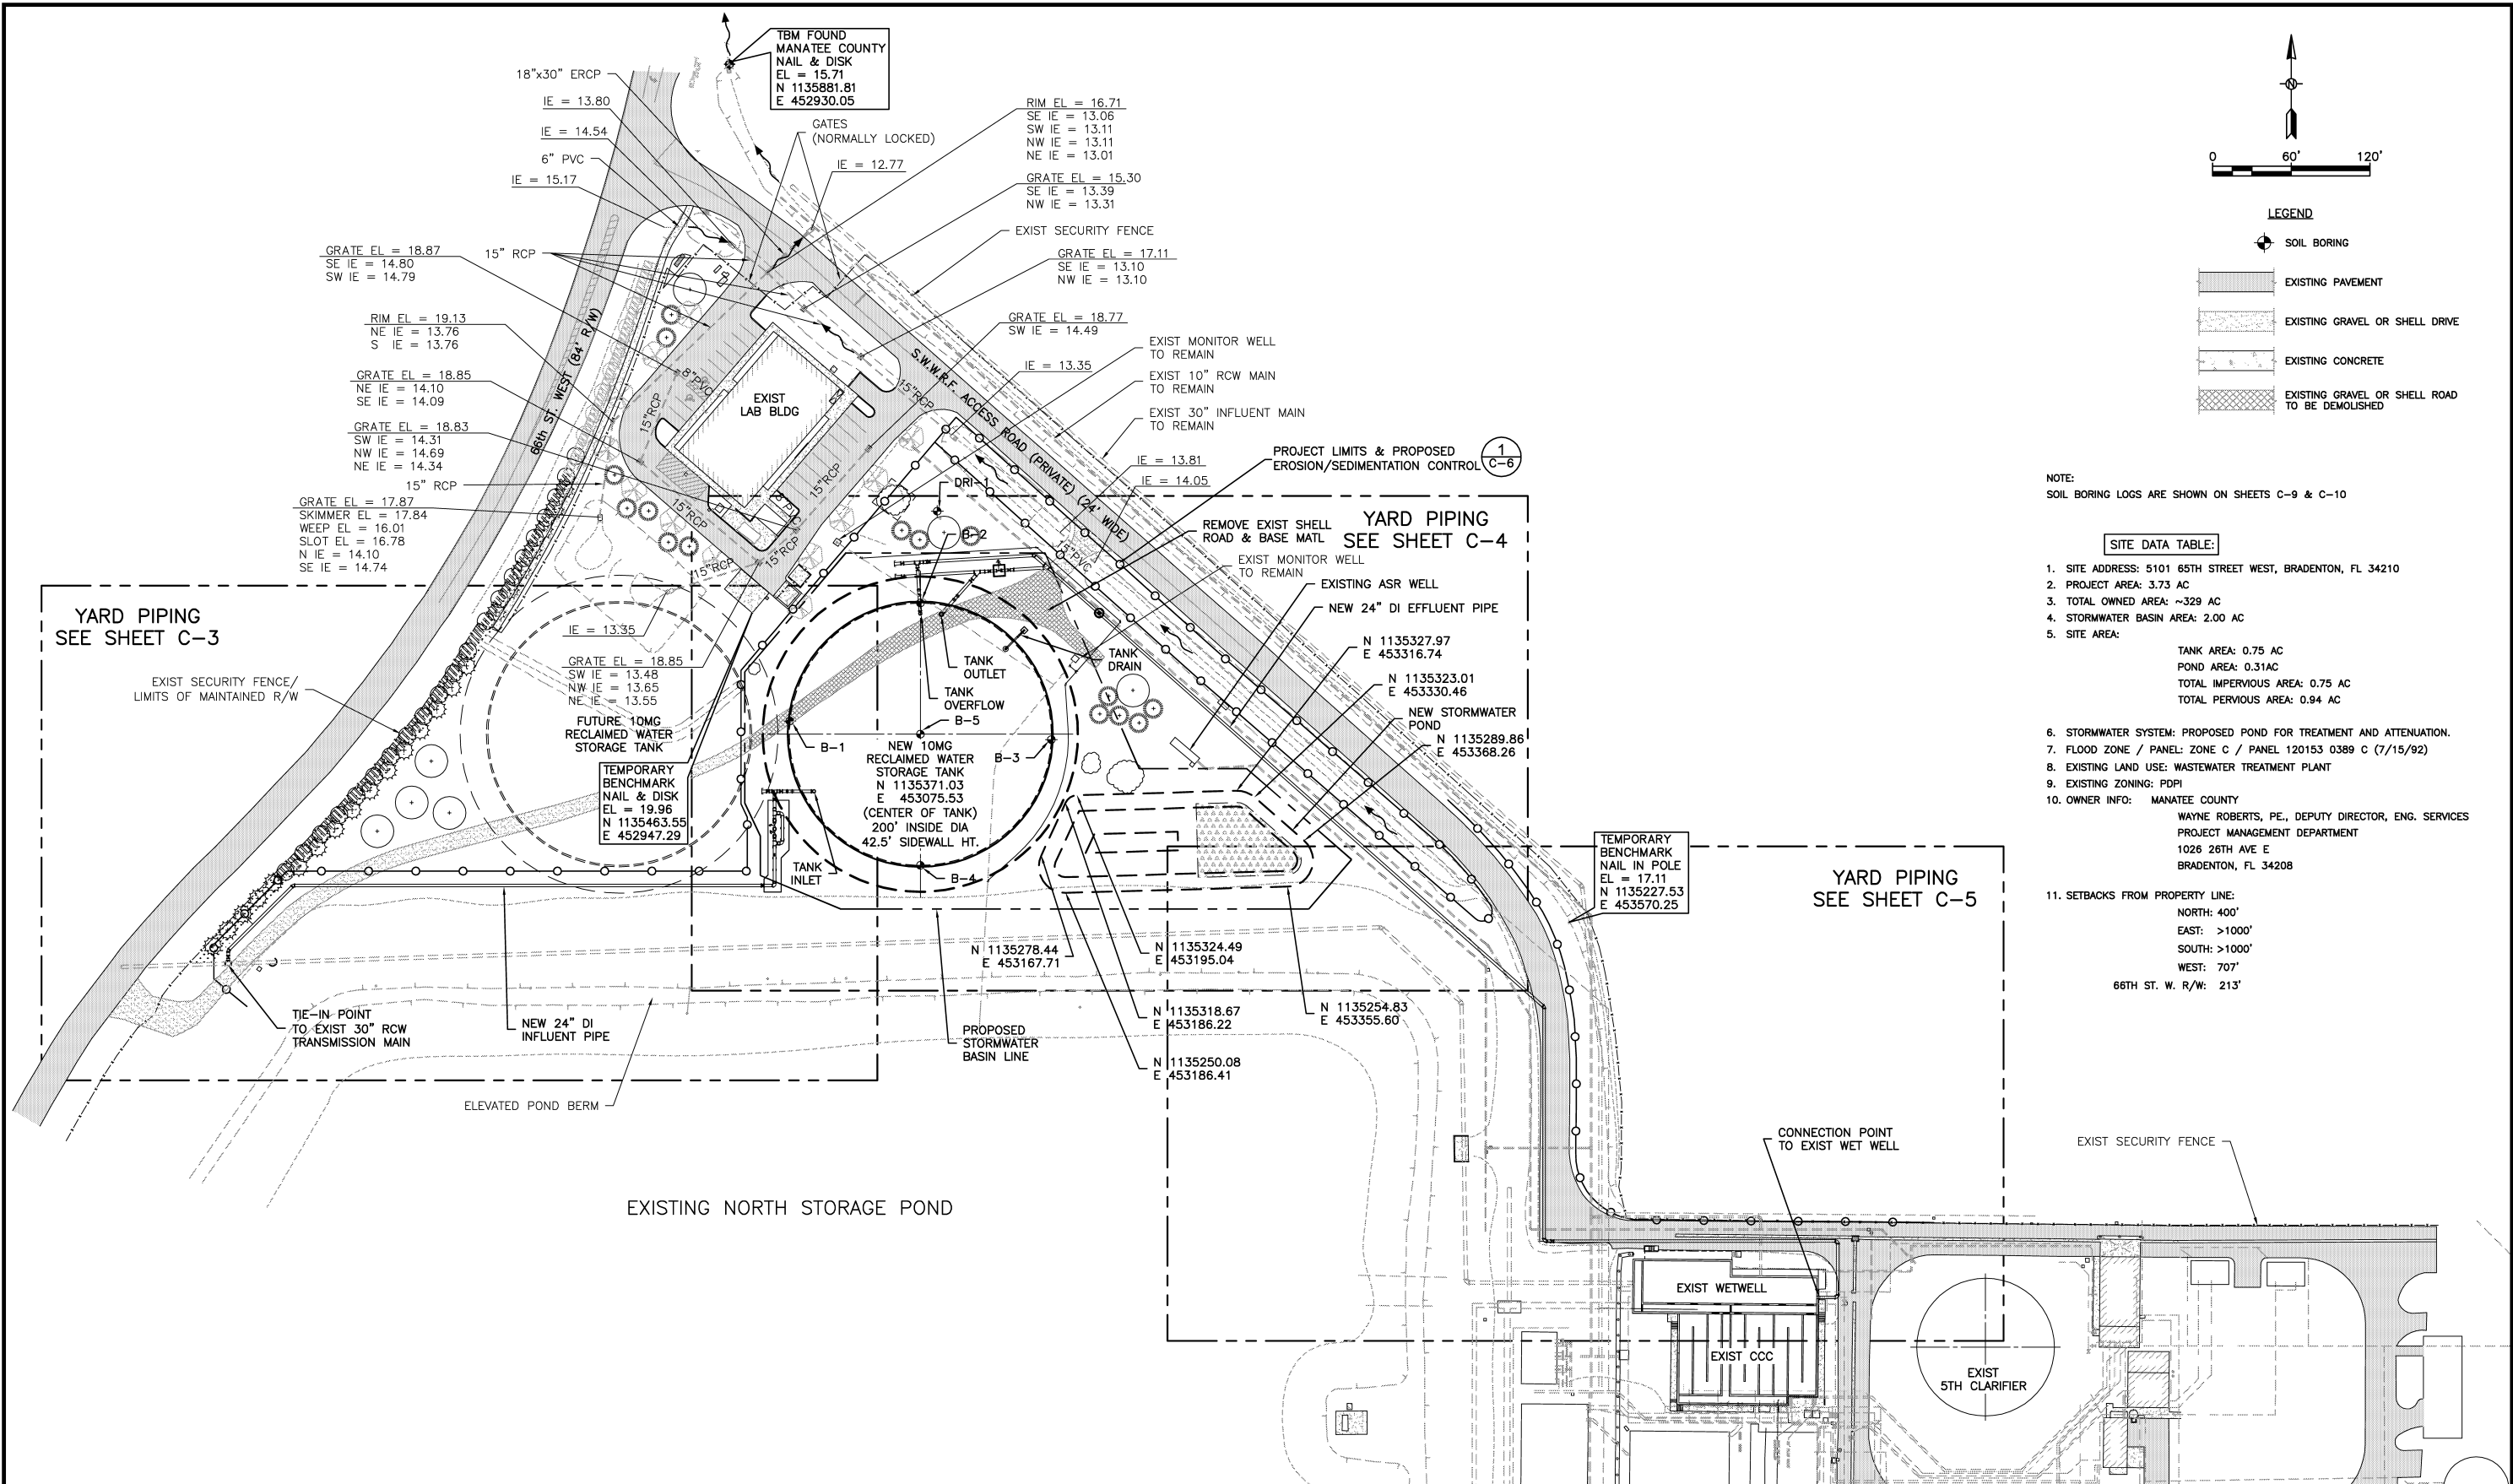 TBM FOUND
MANATEE COUNTY
NAIL & DISK
EL = 15.71
N 1135881.81
E 452930.05
18"x30" ERCP
IE = 13.80
IE = 14.54
6" PVC
IE = 15.17
GATES
(NORMALLY LOCKED)
IE = 12.77
RIM EL = 16.71
SE IE = 13.06
SW IE = 13.11
NW IE = 13.11
NE IE = 13.01
GRATE EL = 15.30
SE IE = 13.39
NW IE = 13.31
EXIST SECURITY FENCE
GRATE EL = 17.11
SE IE = 13.10
NW IE = 13.10
GRATE EL = 18.77
SW IE = 14.49
EXIST MONITOR WELL
TO REMAIN
IE = 13.35
EXIST 10" RCW MAIN
TO REMAIN
EXIST 30" INFLUENT MAIN
TO REMAIN
PROJECT LIMITS & PROPOSED
EROSION/SEDIMENTATION CONTROL
1
C-6
IE = 13.81
IE = 14.05
REMOVE EXIST SHELL
ROAD & BASE MATL
YARD PIPING
SEE SHEET C-4
EXIST MONITOR WELL
TO REMAIN
EXISTING ASR WELL
NEW 24" DI EFFLUENT PIPE
N 1135327.97
E 453316.74
N 1135323.01
E 453330.46
NEW STORMWATER
POND
N 1135289.86
E 453368.26
GRATE EL = 18.87
SE IE = 14.80
SW IE = 14.79
15" RCP
RIM EL = 19.13
NE IE = 13.76
S IE = 13.76
GRATE EL = 18.85
NE IE = 14.10
SE IE = 14.09
GRATE EL = 18.83
SW IE = 14.31
NW IE = 14.69
NE IE = 14.34
15" RCP
GRATE EL = 17.87
SKIMMER EL = 17.84
WEEP EL = 16.01
SLOT EL = 16.78
N IE = 14.10
SE IE = 14.74
66th ST. WEST (84' R/W)
S.W.W.R.F. ACCESS ROAD (PRIVATE) (24' WIDE)
EXIST
LAB BLDG
8"PVC
15"RCP
15"RCP
15"RCP
15"RCP
15"RCP
15"RCP
15"PVC
DRI-1
B-2
YARD PIPING
SEE SHEET C-3
EXIST SECURITY FENCE/
LIMITS OF MAINTAINED R/W
IE = 13.35
GRATE EL = 18.85
SW IE = 13.48
NW IE = 13.65
NE IE = 13.55
FUTURE 10MG
RECLAIMED WATER
STORAGE TANK
TEMPORARY
BENCHMARK
NAIL & DISK
EL = 19.96
N 1135463.55
E 452947.29
TANK
DRAIN
TANK
OUTLET
TANK
OVERFLOW
B-5
B-1
B-3
NEW 10MG
RECLAIMED WATER
STORAGE TANK
N 1135371.03
E 453075.53
(CENTER OF TANK)
200' INSIDE DIA
42.5' SIDEWALL HT.
B-4
TANK
INLET
TEMPORARY
BENCHMARK
NAIL IN POLE
EL = 17.11
N 1135227.53
E 453570.25
YARD PIPING
SEE SHEET C-5
N 1135278.44
E 453167.71
N 1135324.49
E 453195.04
N 1135318.67
E 453186.22
N 1135254.83
E 453355.60
N 1135250.08
E 453186.41
TIE-IN POINT
TO EXIST 30" RCW
TRANSMISSION MAIN
NEW 24" DI
INFLUENT PIPE
PROPOSED
STORMWATER
BASIN LINE
ELEVATED POND BERM
EXISTING NORTH STORAGE POND
CONNECTION POINT
TO EXIST WET WELL
EXIST SECURITY FENCE
EXIST WETWELL
EXIST CCC
EXIST
5TH CLARIFIER
N
0 60' 120'
LEGEND
SOIL BORING
EXISTING PAVEMENT
EXISTING GRAVEL OR SHELL DRIVE
EXISTING CONCRETE
EXISTING GRAVEL OR SHELL ROAD
TO BE DEMOLISHED
NOTE:
SOIL BORING LOGS ARE SHOWN ON SHEETS C-9 & C-10
SITE DATA TABLE:
1. SITE ADDRESS: 5101 65TH STREET WEST, BRADENTON, FL 34210
2. PROJECT AREA: 3.73 AC
3. TOTAL OWNED AREA: ~329 AC
4. STORMWATER BASIN AREA: 2.00 AC
5. SITE AREA:
TANK AREA: 0.75 AC
POND AREA: 0.31AC
TOTAL IMPERVIOUS AREA: 0.75 AC
TOTAL PERVIOUS AREA: 0.94 AC
6. STORMWATER SYSTEM: PROPOSED POND FOR TREATMENT AND ATTENUATION.
7. FLOOD ZONE / PANEL: ZONE C / PANEL 120153 0389 C (7/15/92)
8. EXISTING LAND USE: WASTEWATER TREATMENT PLANT
9. EXISTING ZONING: PDPI
10. OWNER INFO: MANATEE COUNTY
WAYNE ROBERTS, PE., DEPUTY DIRECTOR, ENG. SERVICES
PROJECT MANAGEMENT DEPARTMENT
1026 26TH AVE E
BRADENTON, FL 34208
11. SETBACKS FROM PROPERTY LINE:
NORTH: 400'
EAST: >1000'
SOUTH: >1000'
WEST: 707'
66TH ST. W. R/W: 213'